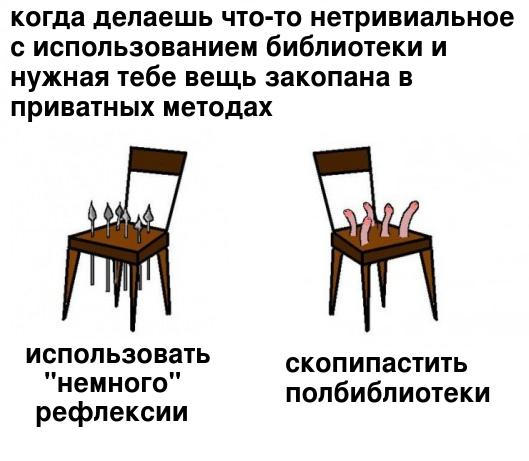 когда делаешь что-то нетривиальное
с использованием библиотеки и
нужная тебе вещь закопана в
приватных методах
использовать
"немного"
рефлексии
скопипастить
полбиблиотеки